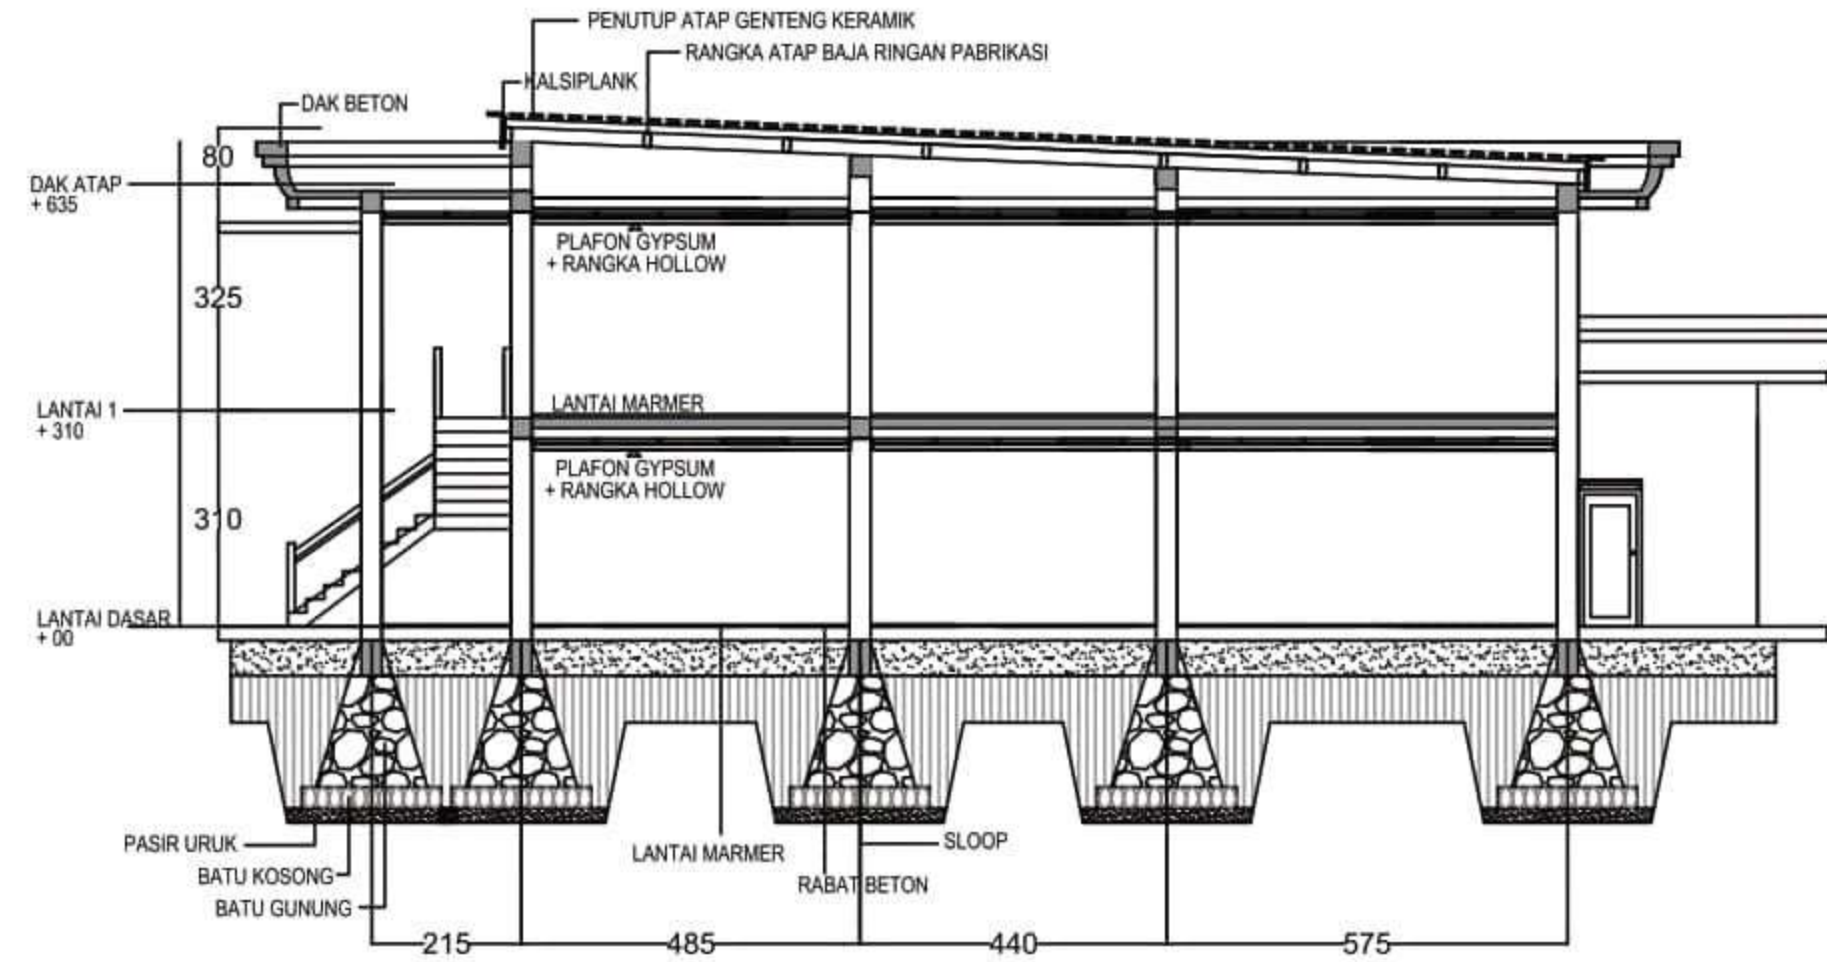 PENUTUP ATAP GENTENG KERAMIK
RANGKA ATAP BAJA RINGAN PABRIKASI
KALSIPLANK
DAK BETON
80
DAK ATAP
+ 635
PLAFON GYPSUM
+ RANGKA HOLLOW
325
LANTAI 1
+ 310
LANTAI MARMER
PLAFON GYPSUM
+ RANGKA HOLLOW
310
LANTAI DASAR
+ 00
PASIR URUK
BATU KOSONG
BATU GUNUNG
LANTAI MARMER
RABAT BETON
SLOOP
215
485
440
575